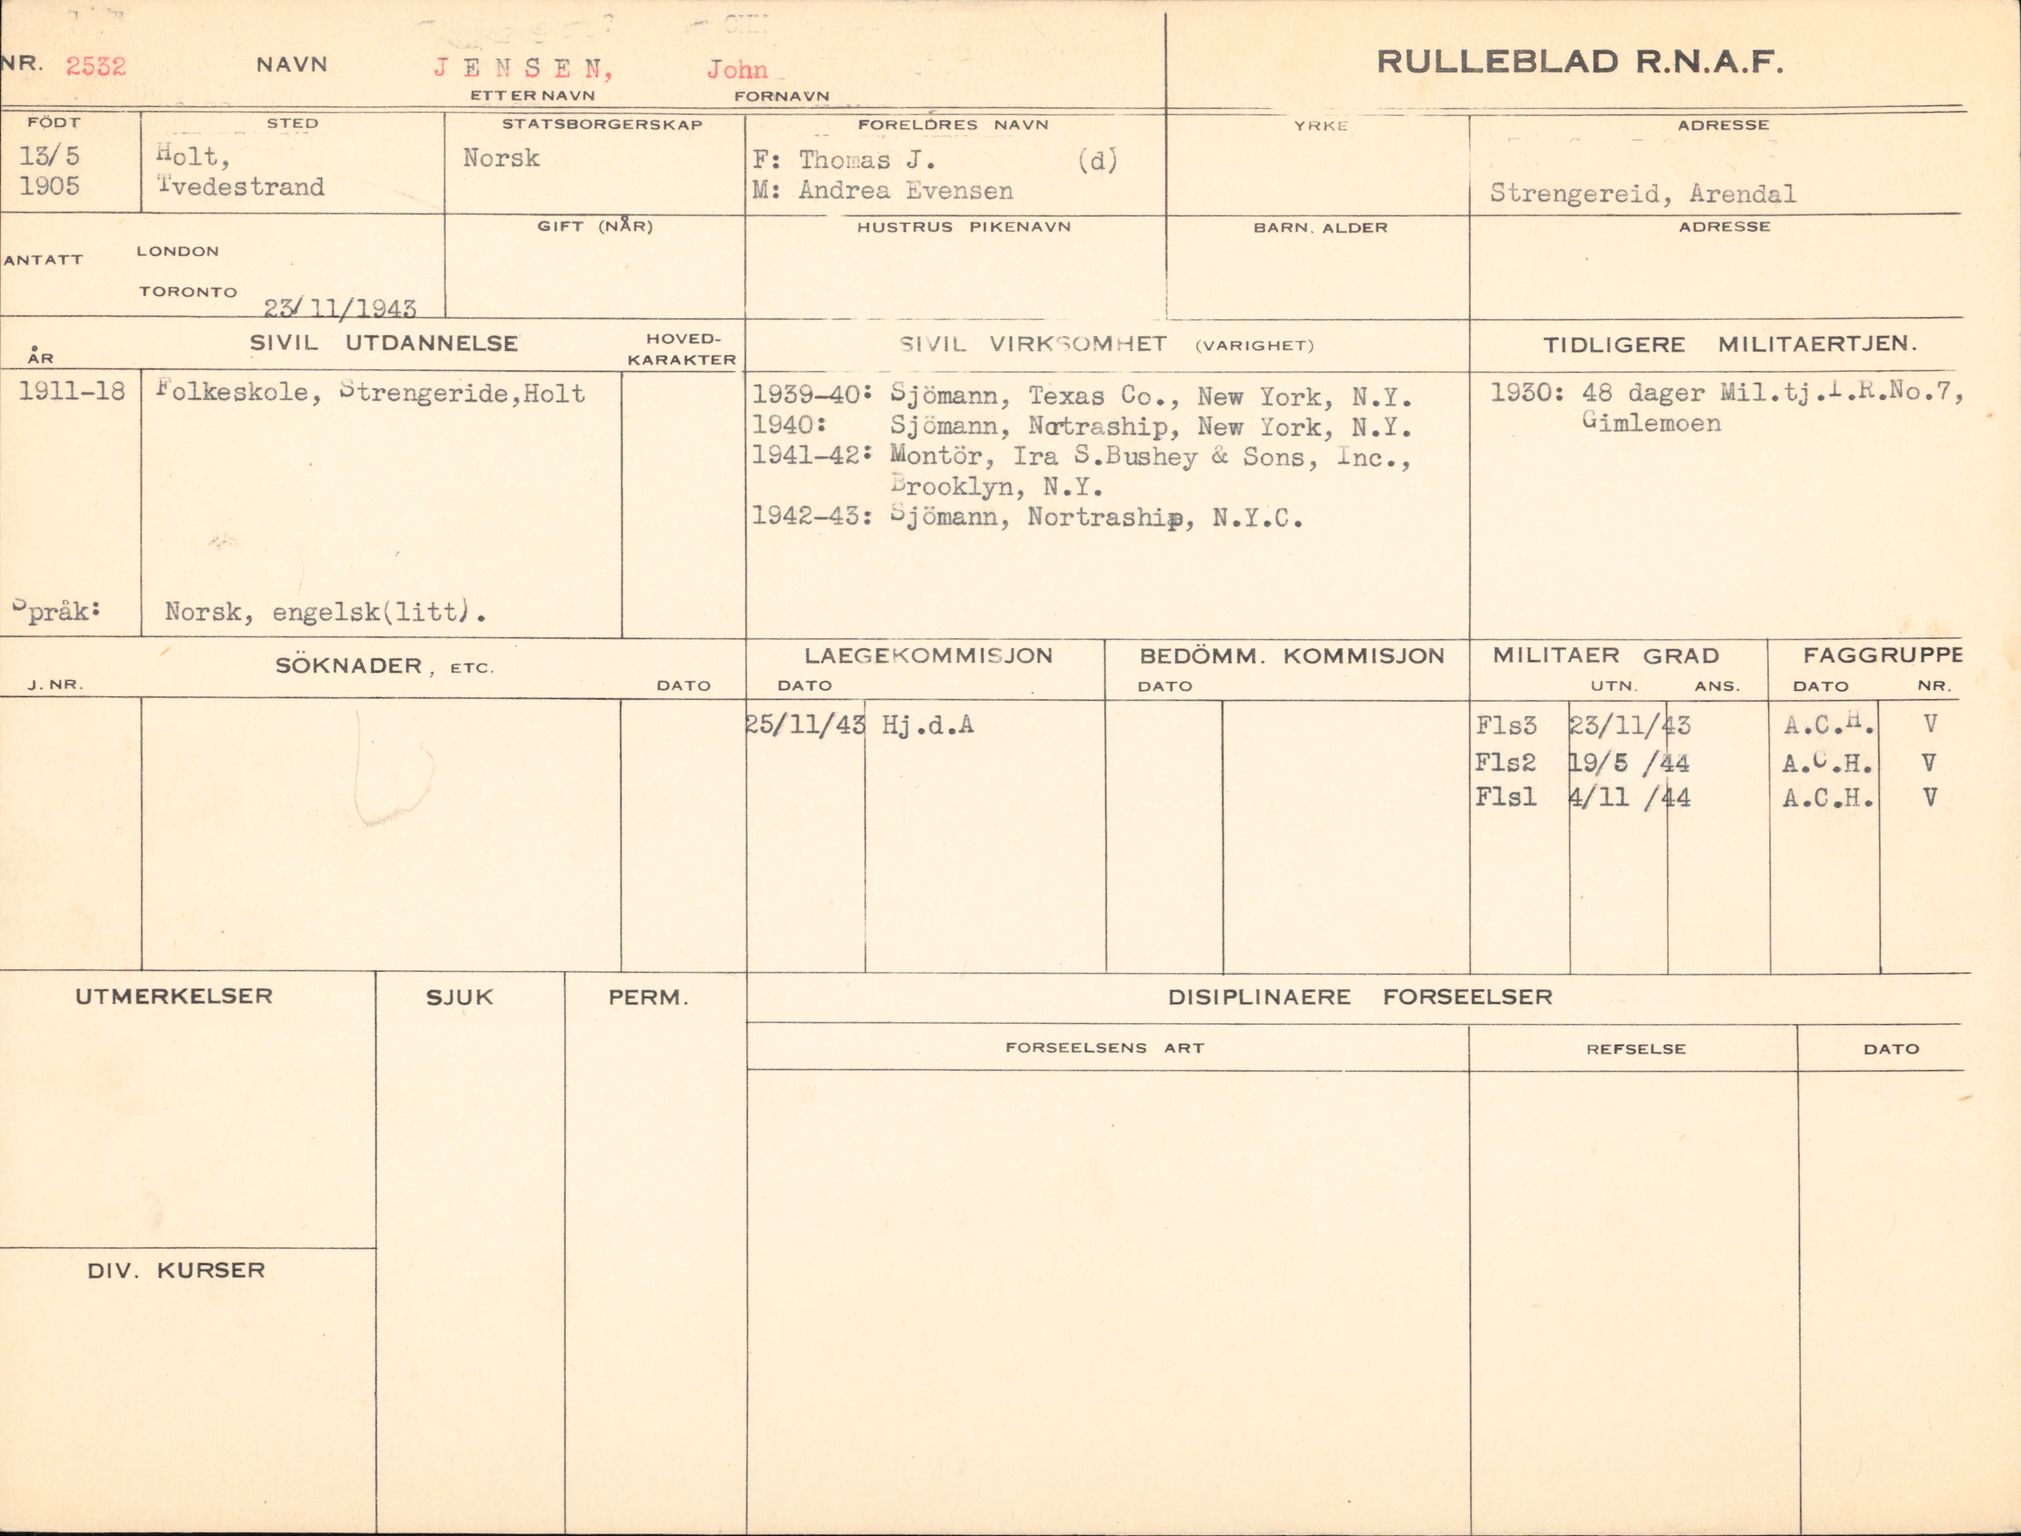 NR. 2532 NAVN J E N S E N, John RULLEBLAD R.N.A.F.
ETTERNAVN FORNAVN
FÖDT STED STATSBORGERSKAP FORELDRES NAVN YRKE ADRESSE
13/5 Holt, Norsk F: Thomas J. (d)
1905 Tvedestrand M: Andrea Evensen Strengereid, Arendal
GIFT (NÅR) HUSTRUS PIKENAVN BARN. ALDER ADRESSE
ANTATT LONDON
TORONTO 23/11/1943
ÅR SIVIL UTDANNELSE HOVED-
KARAKTER SIVIL VIRKSOMHET (VARIGHET) TIDLIGERE MILITAERTJEN.
1911-18 Folkeskole, Strengeride,Holt 1939-40: Sjömann, Texas Co., New York, N.Y. 1930: 48 dager Mil.tj.I.R.No.7,
1940: Sjömann, Notraship, New York, N.Y. Gimlemoen
1941-42: Montör, Ira S.Bushey & Sons, Inc.,
Brooklyn, N.Y.
1942-43: Sjömann, Nortraship, N.Y.C.
Språk: Norsk, engelsk(litt).
SÖKNADER, ETC. LAEGEKOMMISJON BEDÖMM. KOMMISJON MILITAER GRAD FAGGRUPPE
J. NR. DATO DATO DATO UTN. ANS. DATO NR.
25/11/43 Hj.d.A Fls3 23/11/43 A.C.H. V
Fls2 19/5 /44 A.C.H. V
Fls1 4/11 /44 A.C.H. V
UTMERKELSER SJUK PERM. DISIPLINAERE FORSEELSER
FORSEELSENS ART REFSELSE DATO
DIV. KURSER